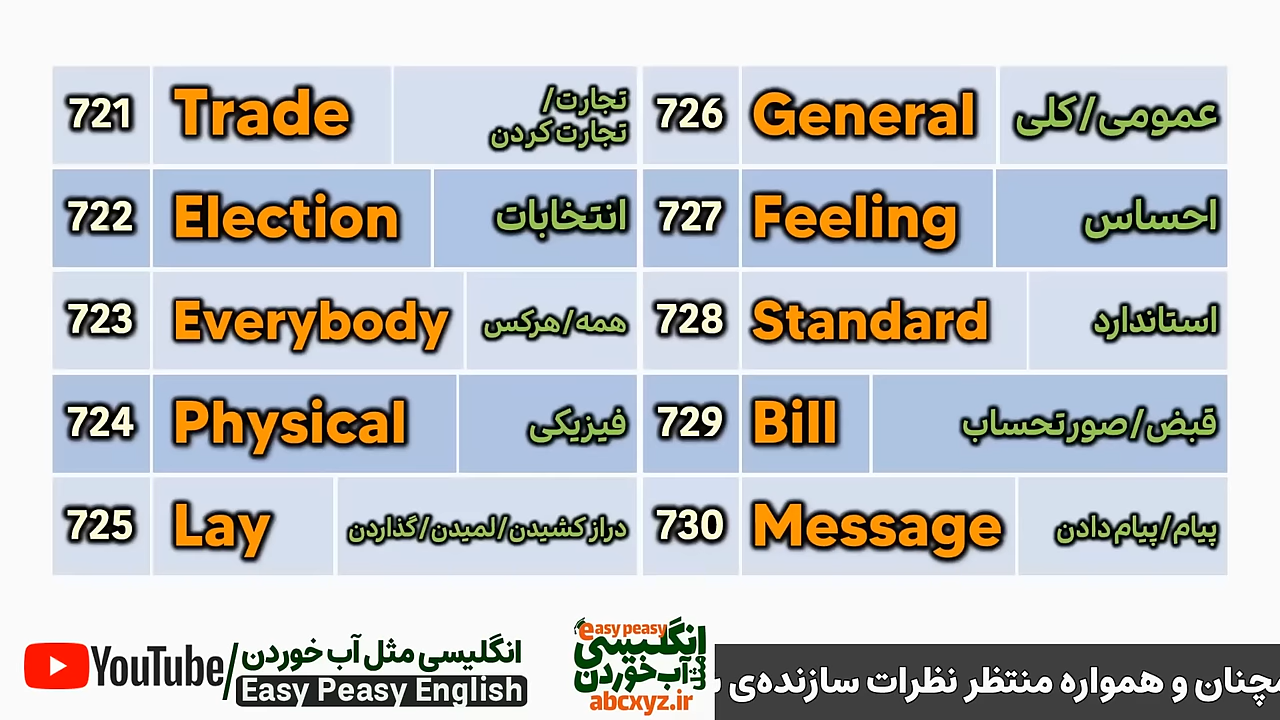 721 Trade تجارت/
تجارت کردن
726 General عمومی/کلی
722 Election انتخابات
727 Feeling احساس
723 Everybody همه/هرکس
728 Standard استاندارد
724 Physical فیزیکی
729 Bill قبض/صورتحساب
725 Lay دراز کشیدن/لمیدن/گذاردن
730 Message پیام/پیام دادن
YouTube/انگلیسی مثل آب خوردن
Easy Peasy English
easy peasy
انگلیسی
مثل آب خوردن
abcxyz.ir
و همواره منتظر نظرات سازنده‌ی